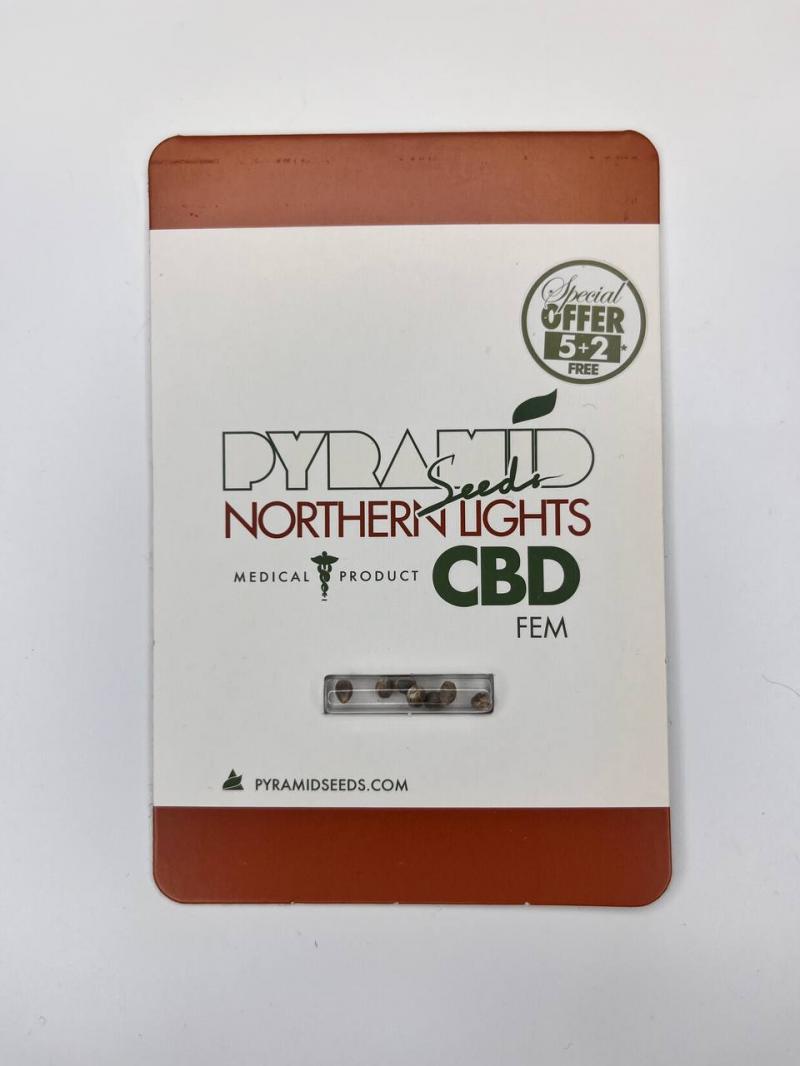 Special
OFFER
5+2*
FREE
PYRAMID
Seeds
NORTHERN LIGHTS
MEDICAL PRODUCT CBD
FEM
PYRAMIDSEEDS.COM